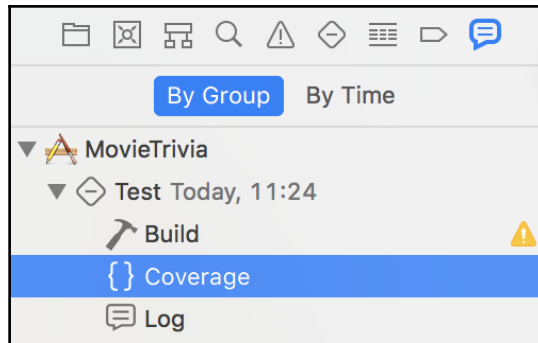 By Group By Time
MovieTrivia
Test Today, 11:24
Build
{} Coverage
Log